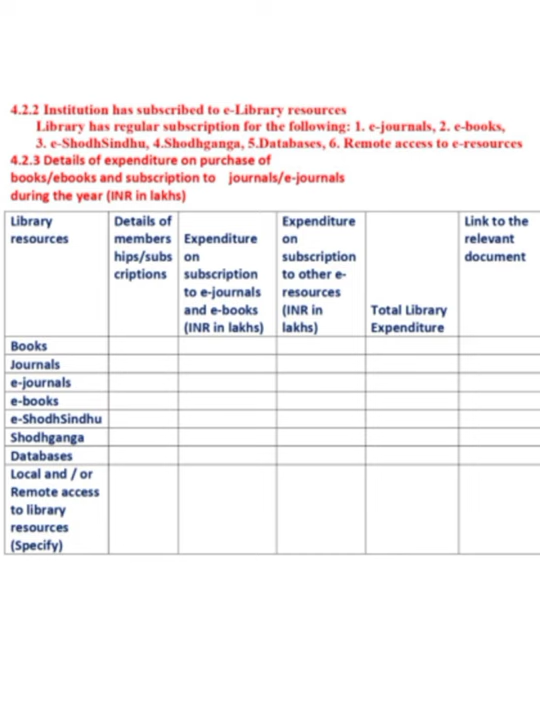 4.2.2 Institution has subscribed to e-Library resources
Library has regular subscription for the following: 1. e-journals, 2. e-books,
3. e-ShodhSindhu, 4.Shodhganga, 5.Databases, 6. Remote access to e-resources
4.2.3 Details of expenditure on purchase of
books/ebooks and subscription to journals/e-journals
during the year (INR in lakhs)
Library
resources
Details of
members
hips/subs
criptions
Expenditure
on
subscription
to e-journals
and e-books
(INR in lakhs)
Expenditure
on
subscription
to other e-
resources
(INR in
lakhs)
Total Library
Expenditure
Link to the
relevant
document
Books
Journals
e-journals
e-books
e-ShodhSindhu
Shodhganga
Databases
Local and / or
Remote access
to library
resources
(Specify)